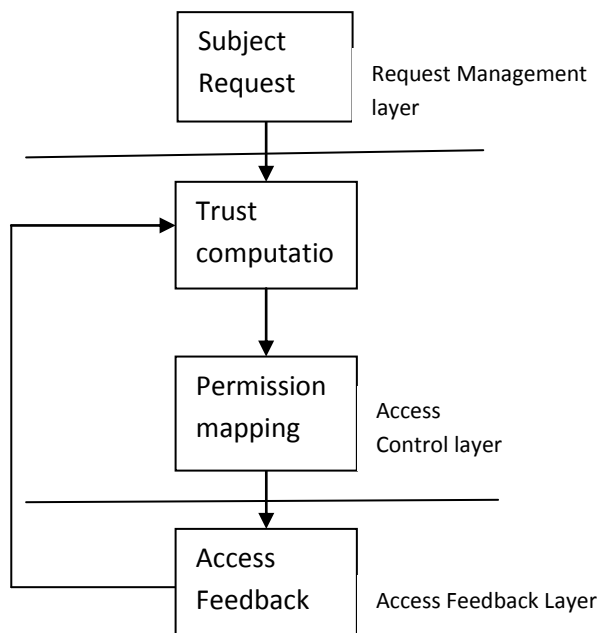 Subject
Request
Request Management
layer
Trust
computatio
Permission
mapping
Access
Control layer
Access
Feedback
Access Feedback Layer